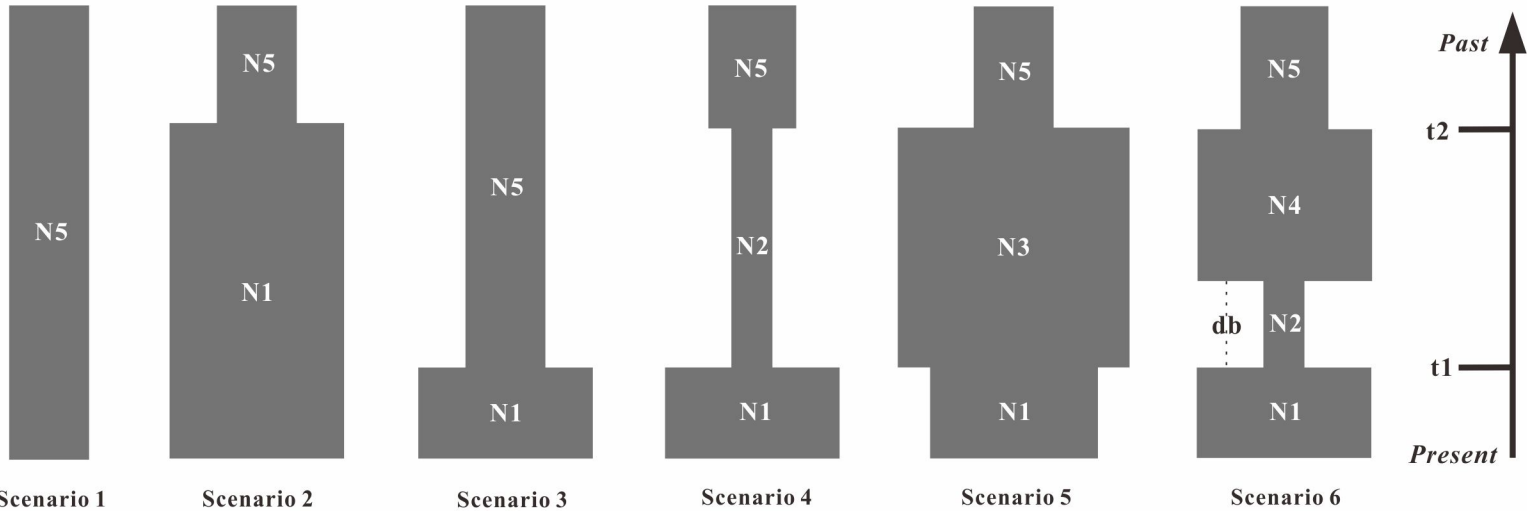 N5
Scenario 1
N5
N1
Scenario 2
N5
N1
Scenario 3
N5
N2
N1
Scenario 4
N5
N3
N1
Scenario 5
N5
N4
db
N2
N1
Scenario 6
Past
t2
t1
Present